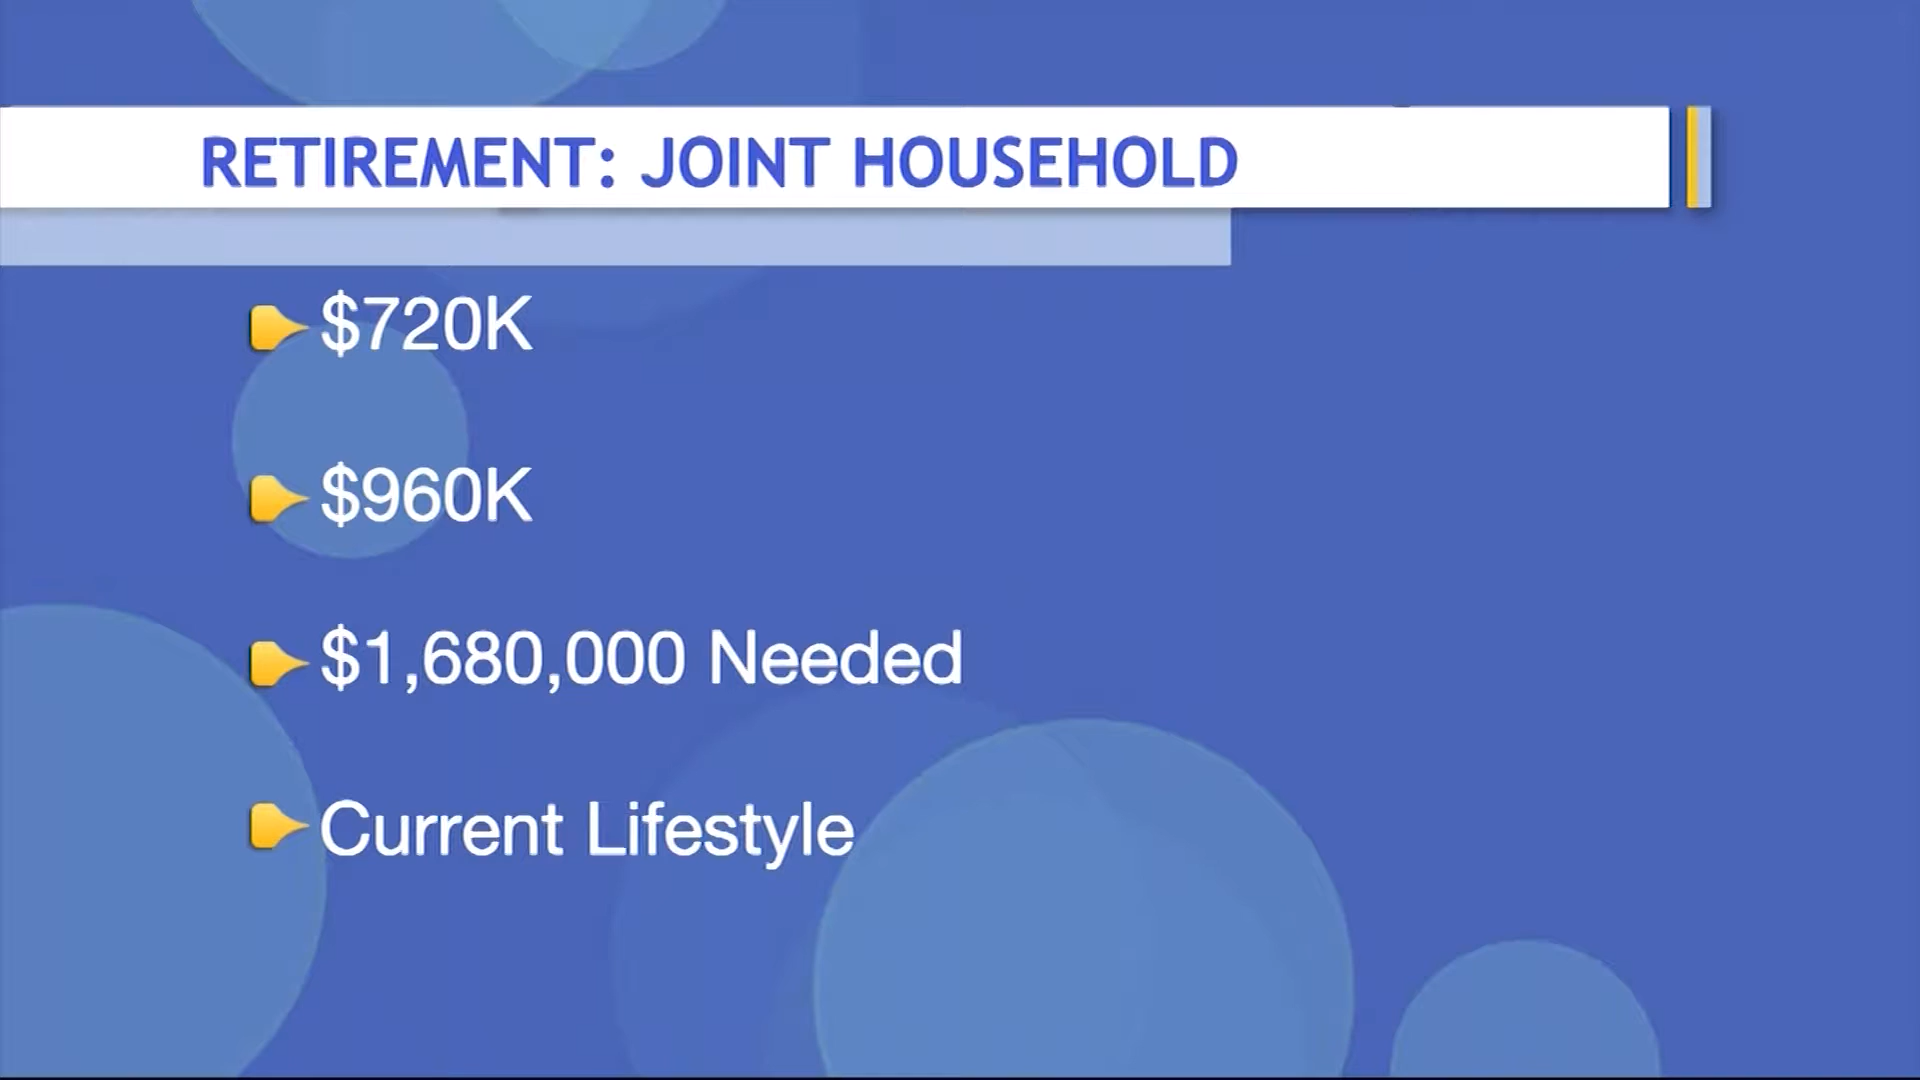 RETIREMENT: JOINT HOUSEHOLD
$720K
$960K
$1,680,000 Needed
Current Lifestyle